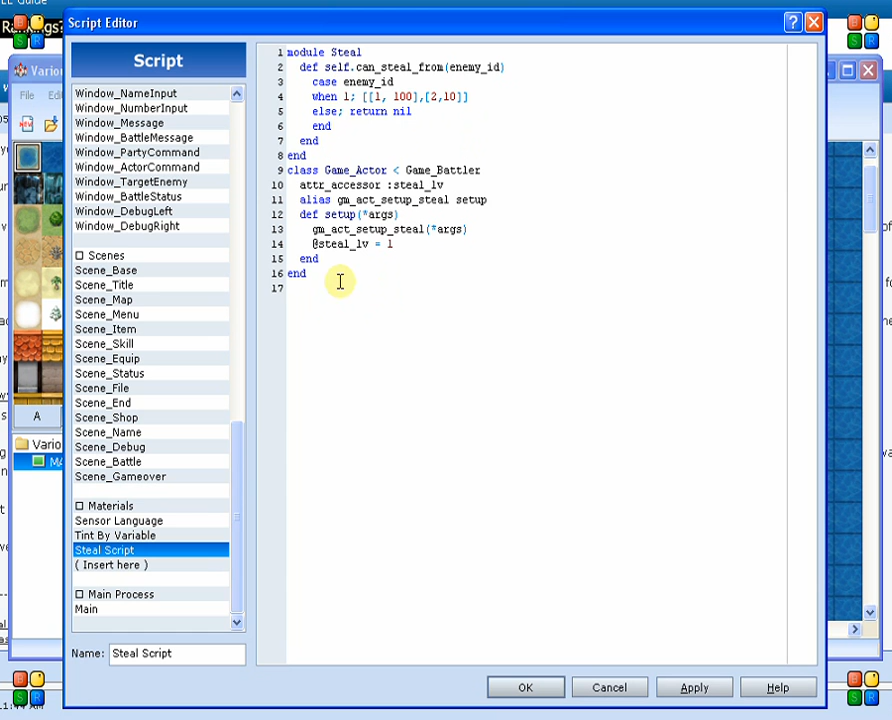 Script Editor
Script
Window_NameInput
Window_NumberInput
Window_Message
Window_BattleMessage
Window_PartyCommand
Window_ActorCommand
Window_TargetEnemy
Window_BattleStatus
Window_DebugLeft
Window_DebugRight
Scenes
Scene_Base
Scene_Title
Scene_Map
Scene_Menu
Scene_Item
Scene_Skill
Scene_Equip
Scene_Status
Scene_File
Scene_End
Scene_Shop
Scene_Name
Scene_Debug
Scene_Battle
Scene_Gameover
Materials
Sensor Language
Tint By Variable
Steal Script
( Insert here )
Main Process
Main
Name: Steal Script
1 module Steal
2 def self.can_steal_from(enemy_id)
3 case enemy_id
4 when 1; [[1, 100],[2,10]]
5 else; return nil
6 end
7 end
8 end
9 class Game_Actor < Game_Battler
10 attr_accessor :steal_lv
11 alias gm_act_setup_steal setup
12 def setup(*args)
13 gm_act_setup_steal(*args)
14 @steal_lv = 1
15 end
16 end
17
OK Cancel Apply Help
File
A
Vario